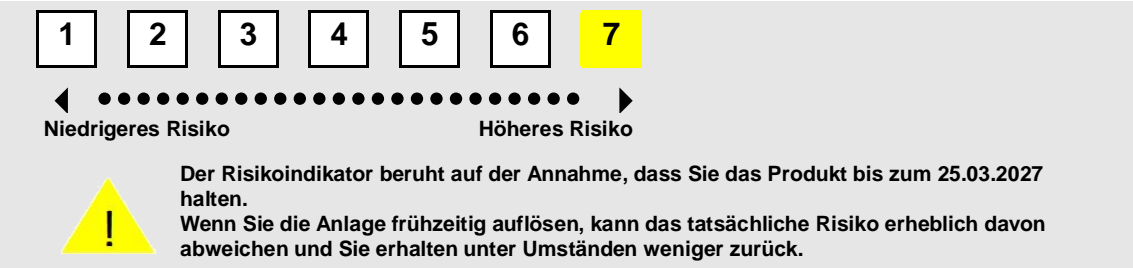 1 2 3 4 5 6 7
Niedrigeres Risiko Höheres Risiko
Der Risikoindikator beruht auf der Annahme, dass Sie das Produkt bis zum 25.03.2027
halten.
Wenn Sie die Anlage frühzeitig auflösen, kann das tatsächliche Risiko erheblich davon
abweichen und Sie erhalten unter Umständen weniger zurück.
!